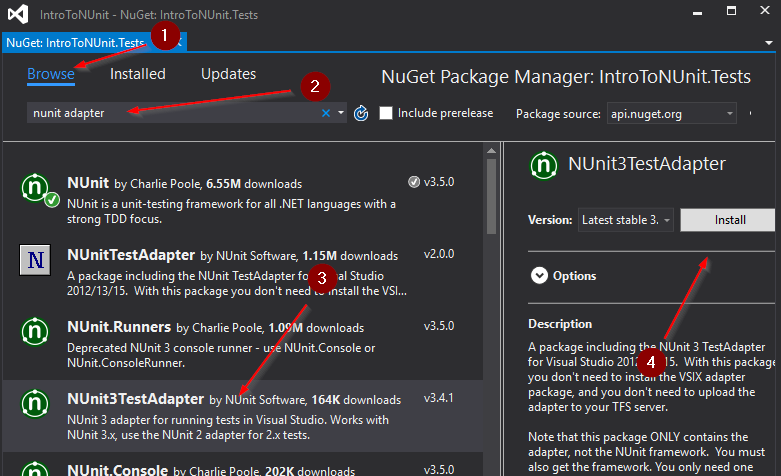 IntroToNUnit - NuGet: IntroToNUnit.Tests
NuGet: IntroToNUnit.Tests
1
Browse Installed Updates
NuGet Package Manager: IntroToNUnit.Tests
2
nunit adapter
Include prerelease
Package source: api.nuget.org
NUnit by Charlie Poole, 6.55M downloads v3.5.0
NUnit is a unit-testing framework for all .NET languages with a
strong TDD focus.
N
NUnitTestAdapter by NUnit Software, 1.15M downloads v2.0.0
A package including the NUnit TestAdapter for Visual Studio
2012/13/15. With this package you don't need to install the VSIX...
3
NUnit.Runners by Charlie Poole, 1.09M downloads v3.5.0
Deprecated NUnit 3 console runner - use NUnit.Console or
NUnit.ConsoleRunner.
NUnit3TestAdapter by NUnit Software, 164K downloads v3.4.1
NUnit 3 adapter for running tests in Visual Studio. Works with
NUnit 3.x, use the NUnit 2 adapter for 2.x tests.
NUnit.Console by Charlie Poole, 202K downloads v3.5.0
NUnit3TestAdapter
Version: Latest stable 3. Install
Options
4
Description
A package including the NUnit 3 TestAdapter
for Visual Studio 2012/13/15. With this package
you don't need to install the VSIX adapter
package, and you don't need to upload the
adapter to your TFS server.
Note that this package ONLY contains the
adapter, not the NUnit framework. You must
also get the framework. You only need one